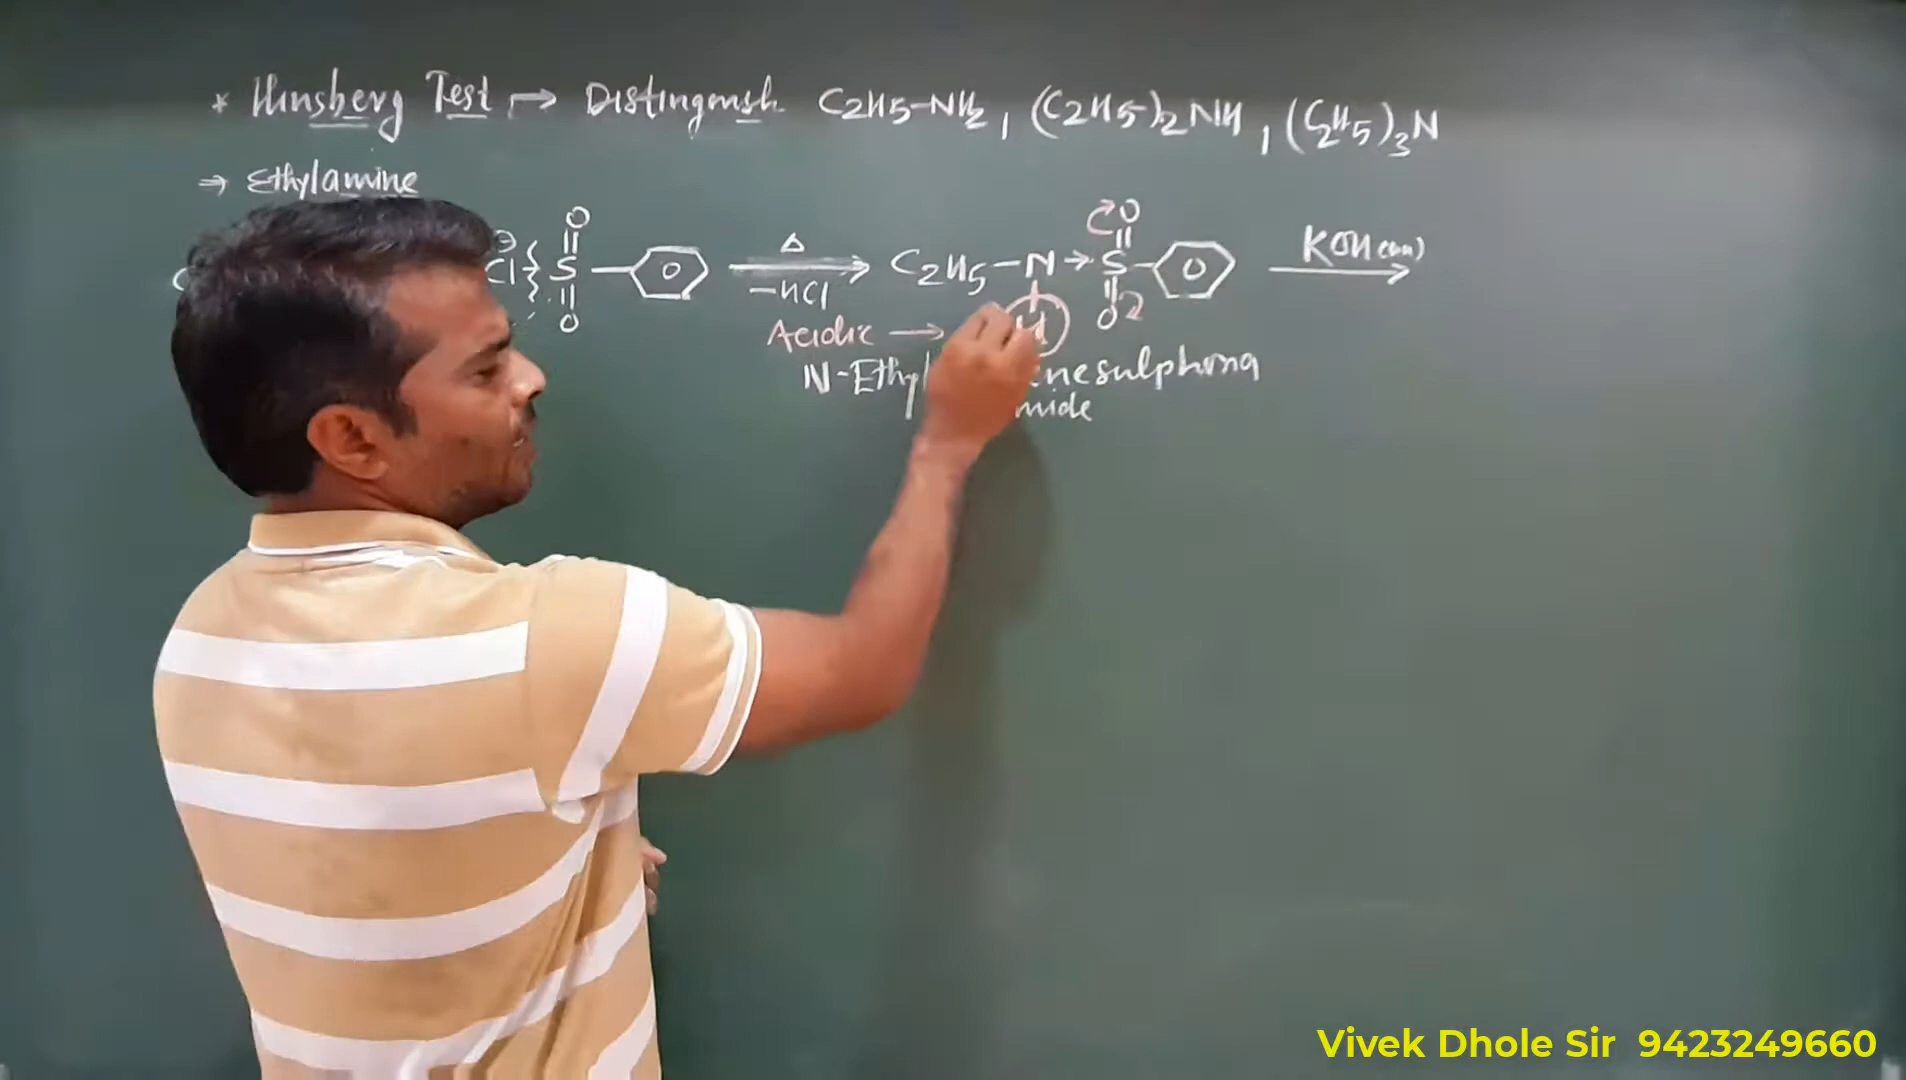 * Hinsberg Test → Distinguish C2H5-NH2, (C2H5)2NH, (C2H5)3N
⇒ Ethylamine
Cl S O O → Δ -HCl C2H5-N→S O O H KOH(aq)
Acidic →
N-Ethyl sulphona
mide
Vivek Dhole Sir 9423249660